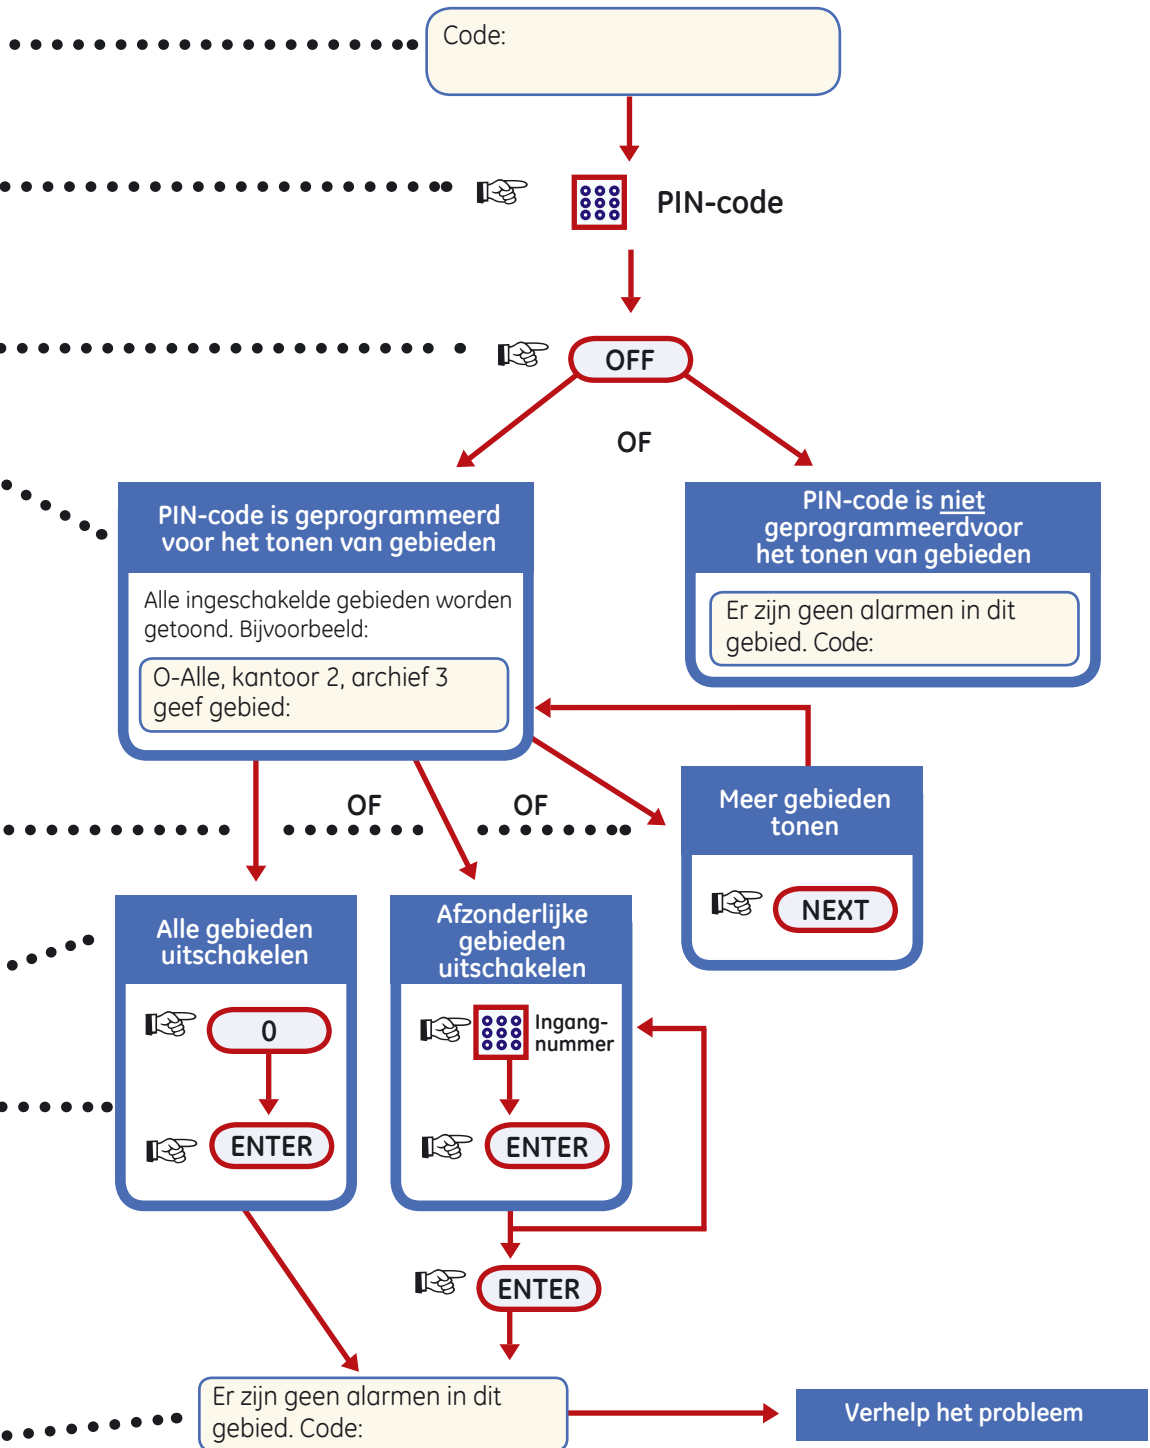 Code:
PIN-code
OFF
OF
PIN-code is geprogrammeerd
voor het tonen van gebieden
Alle ingeschakelde gebieden worden
getoond. Bijvoorbeeld:
O-Alle, kantoor 2, archief 3
geef gebied:
PIN-code is niet
geprogrammeerdvoor
het tonen van gebieden
Er zijn geen alarmen in dit
gebied. Code:
OF
OF
Meer gebieden
tonen
NEXT
Alle gebieden
uitschakelen
0
ENTER
Afzonderlijke
gebieden
uitschakelen
Ingang-
nummer
ENTER
ENTER
Er zijn geen alarmen in dit
gebied. Code:
Verhelp het probleem